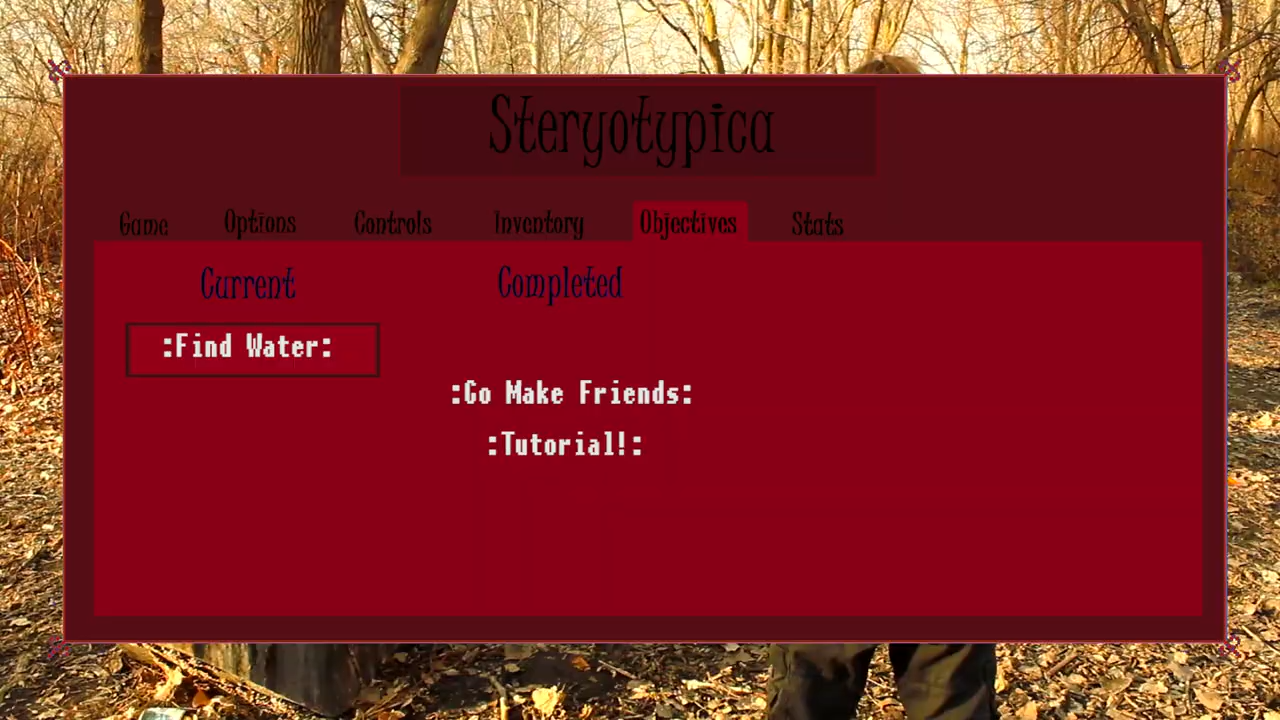 Steryotypica
Game Options Controls Inventory Objectives Stats
Current Completed
:Find Water:
:Go Make Friends:
:Tutorial!: